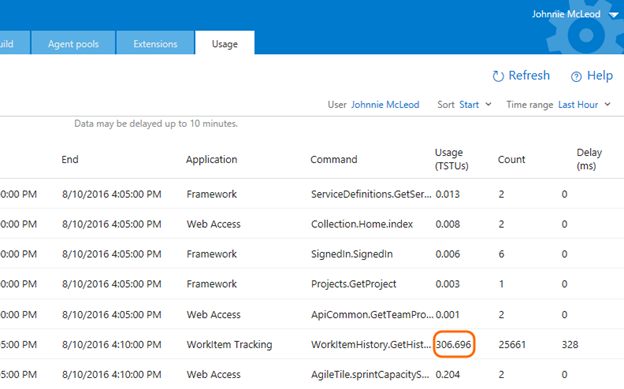 Johnnie McLeod
uild Agent pools Extensions Usage
Refresh Help
User Johnnie McLeod Sort Start Time range Last Hour
Data may be delayed up to 10 minutes.
End Application Command Usage (TSTUs) Count Delay (ms)
0:00 PM 8/10/2016 4:05:00 PM Framework ServiceDefinitions.GetSer... 0.013 2 0
0:00 PM 8/10/2016 4:05:00 PM Web Access Collection.Home.index 0.008 2 0
0:00 PM 8/10/2016 4:05:00 PM Framework SignedIn.SignedIn 0.006 6 0
0:00 PM 8/10/2016 4:05:00 PM Framework Projects.GetProject 0.003 1 0
0:00 PM 8/10/2016 4:05:00 PM Web Access ApiCommon.GetTeamPro... 0.001 2 0
5:00 PM 8/10/2016 4:10:00 PM WorkItem Tracking WorkItemHistory.GetHist... 306.696 25661 328
5:00 PM 8/10/2016 4:10:00 PM Web Access AgileTile.sprintCapacityS... 0.204 2 0